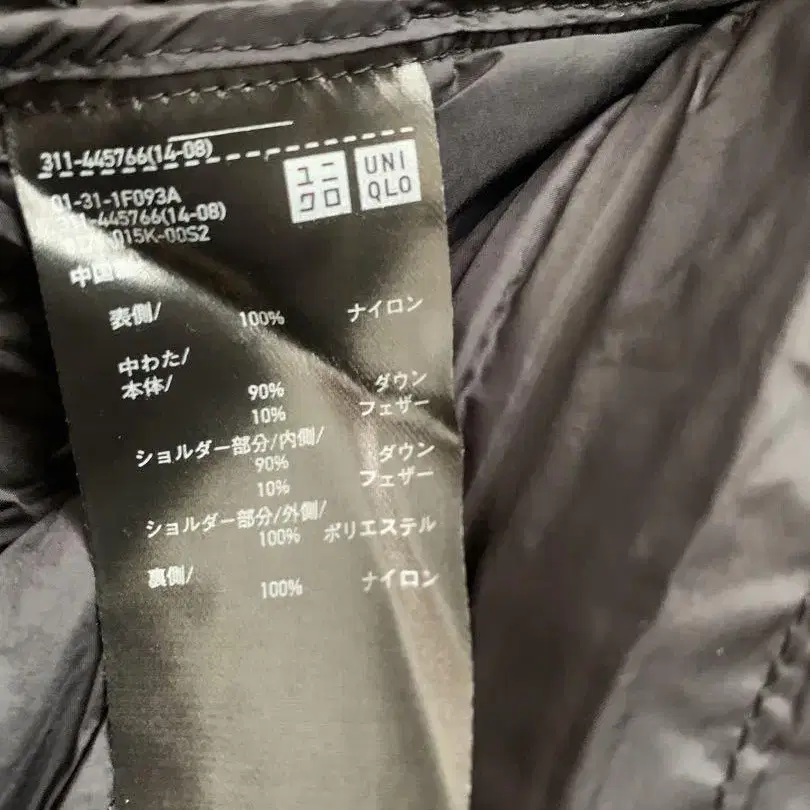 311-445766(14-08)
ユニ
クロ
UNI
QLO
01-31-1F093A
311-445766(14-08)
015K-00S2
中国
表側/
100% ナイロン
中わた/
本体/
90% ダウン
10% フェザー
ショルダー部分/内側/
90% ダウン
10% フェザー
ショルダー部分/外側/
100% ポリエステル
裏側/
100% ナイロン